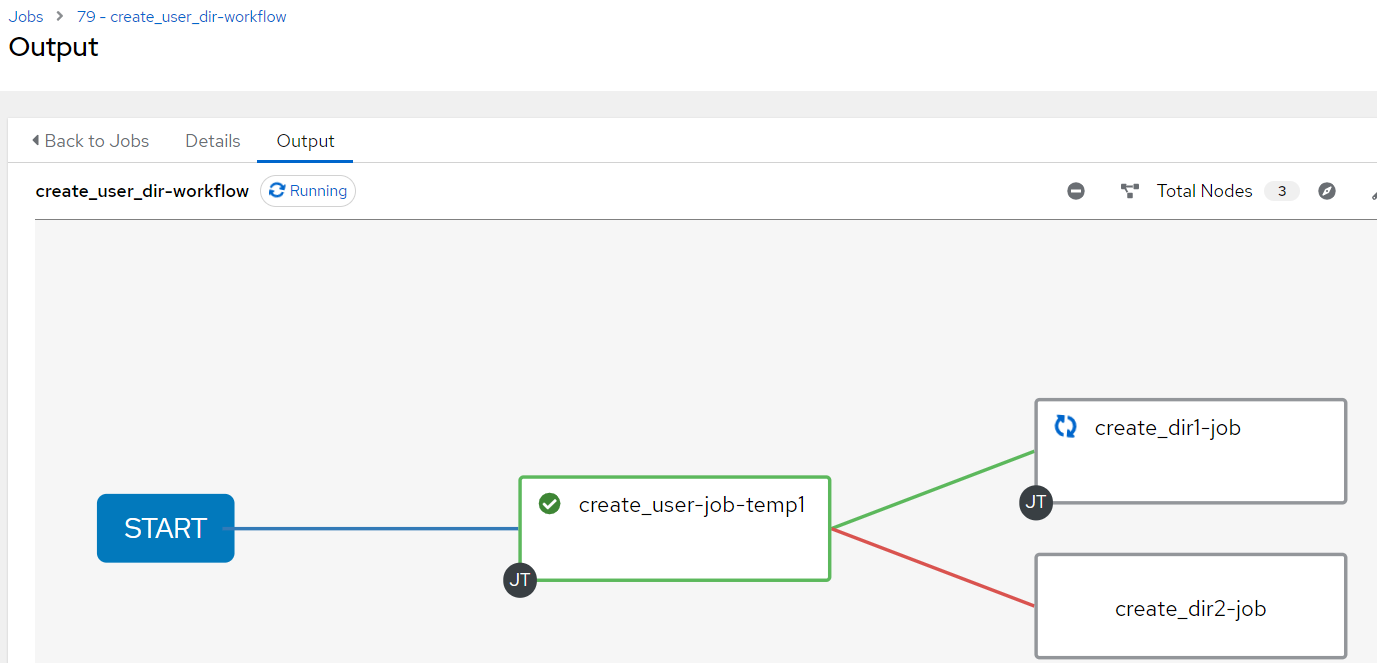 Jobs > 79 - create_user_dir-workflow
Output
Back to Jobs Details Output
create_user_dir-workflow Running Total Nodes 3
create_dir1-job
JT
START
create_user-job-temp1
JT
create_dir2-job